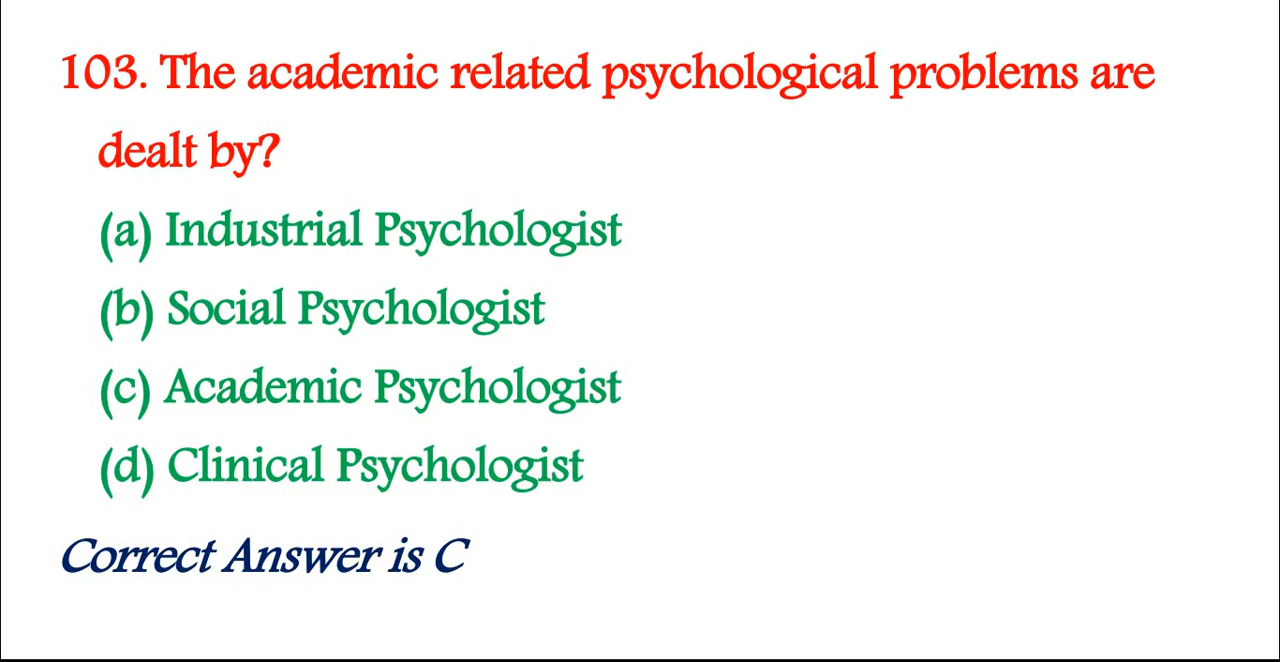 103. The academic related psychological problems are
dealt by?
(a) Industrial Psychologist
(b) Social Psychologist
(c) Academic Psychologist
(d) Clinical Psychologist
Correct Answer is C